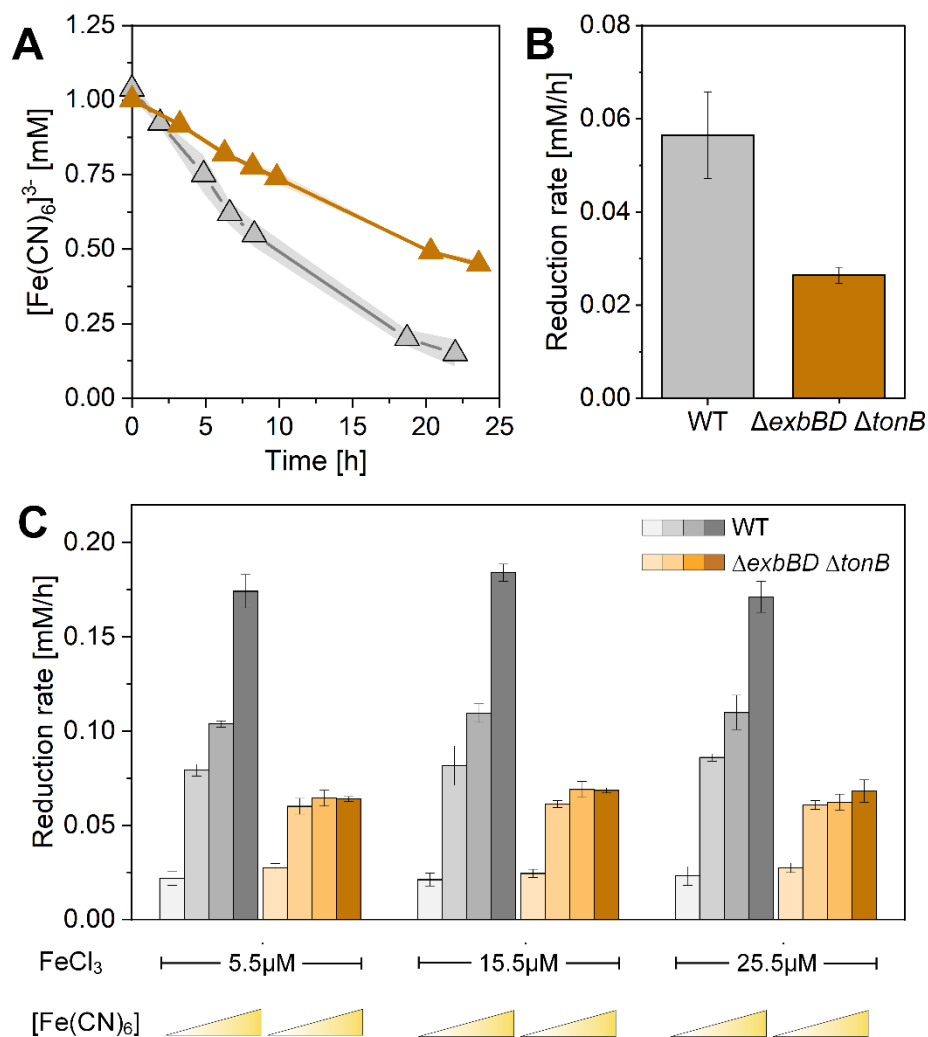 A
[Fe(CN)₆]³⁻ [mM]
1.25
1.00
0.75
0.50
0.25
0.00
0 5 10 15 20 25
Time [h]
B
Reduction rate [mM/h]
0.08
0.06
0.04
0.02
0.00
WT ΔexbBD ΔtonB
C
Reduction rate [mM/h]
0.20
0.15
0.10
0.05
0.00
WT
ΔexbBD ΔtonB
FeCl₃ 5.5µM 15.5µM 25.5µM
[Fe(CN)₆]